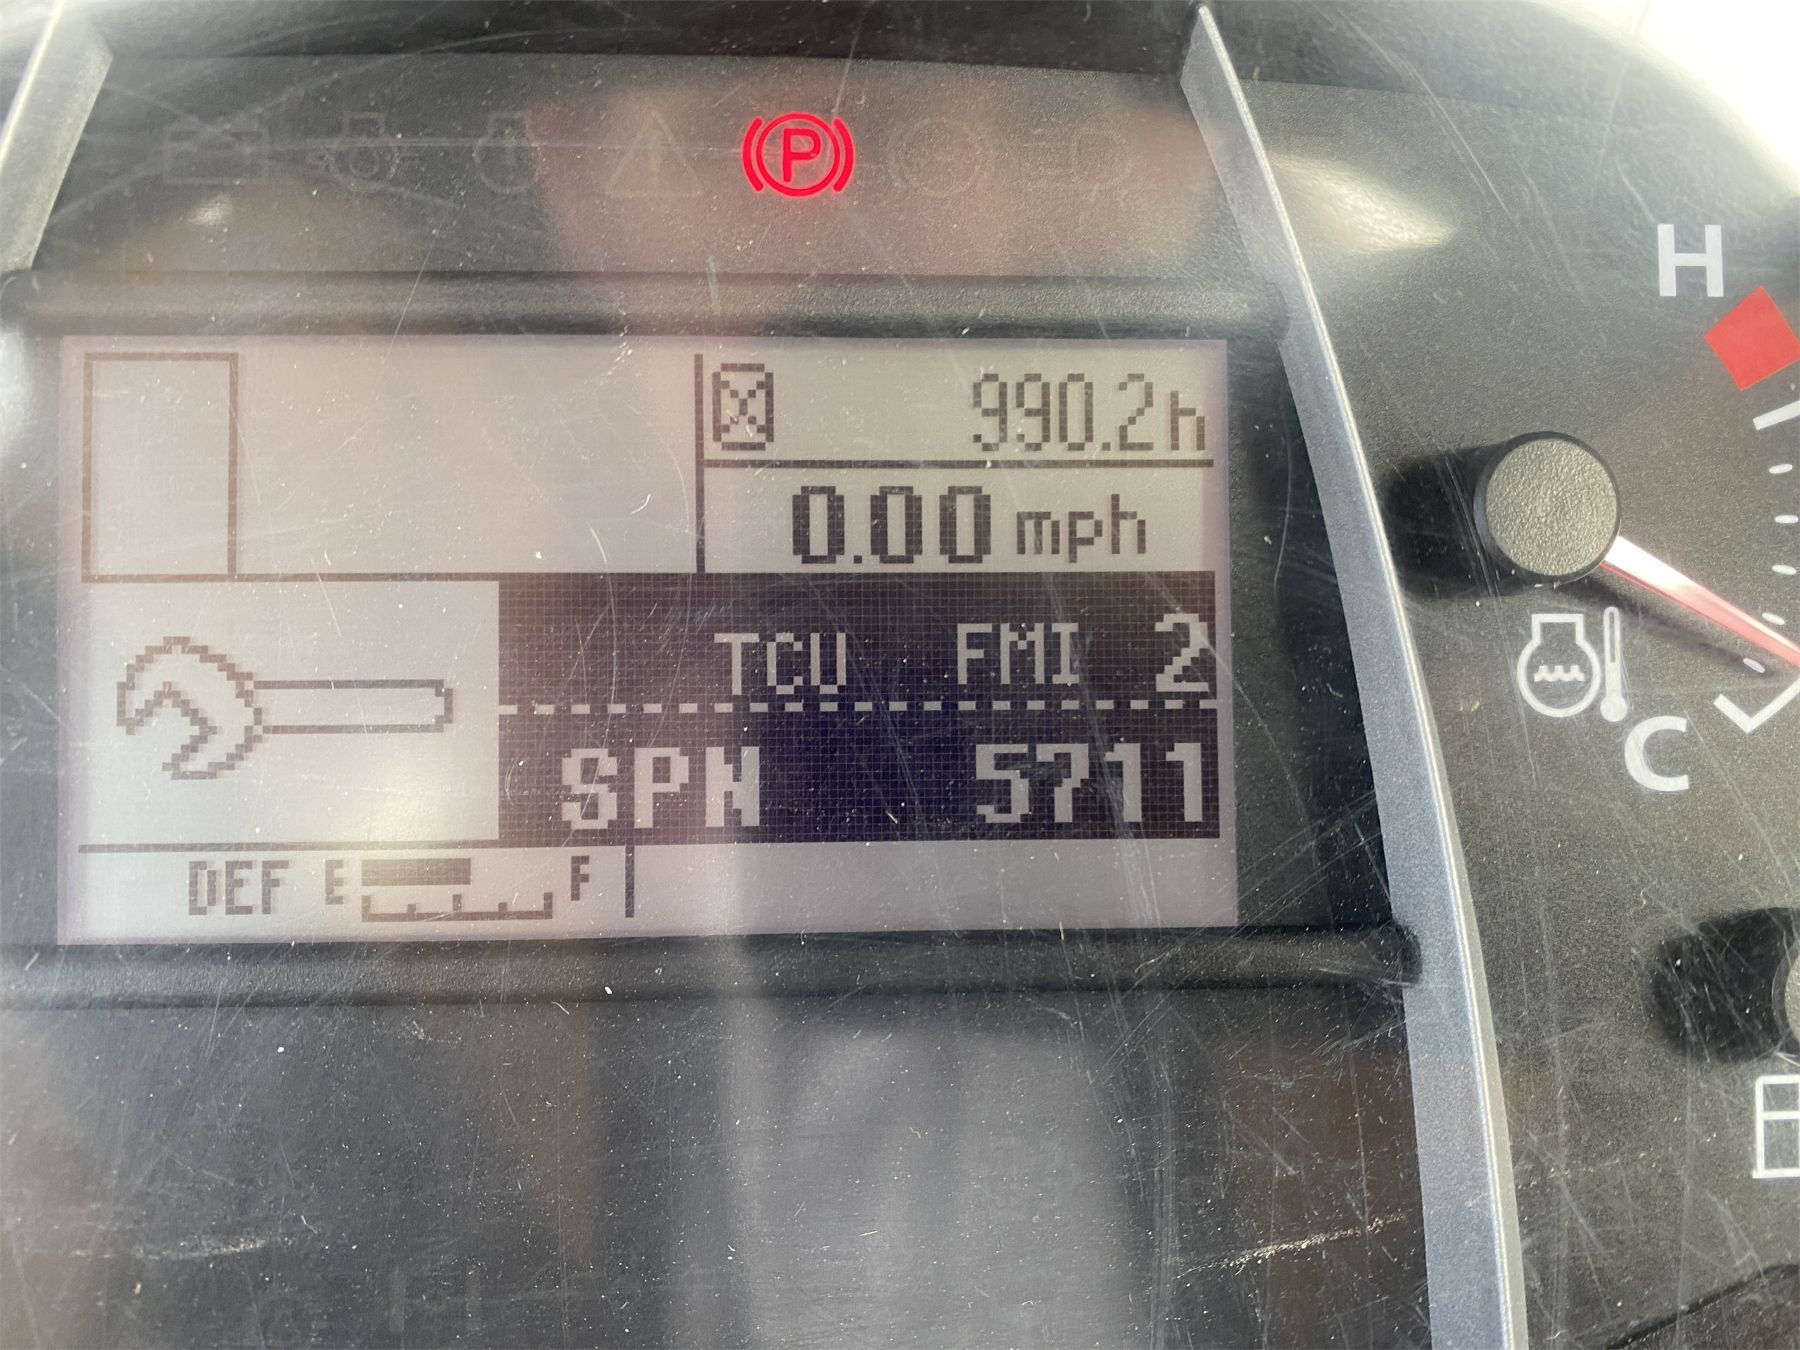 P
H
990.2h
0.00 mph
TCU FMI 2
SPN 5711
C
DEF E F